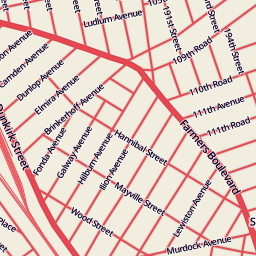 Ludlum Avenue
191st Street
194th Street
109th Road
Camden Avenue
Dunlop Avenue
110th Road
Elmira Avenue
111th Avenue
Brinkerhoff Avenue
111th Road
Dunkirk Street
Farmers Boulevard
Fonda Avenue
Galway Avenue
Hannibal Street
Hilburn Avenue
Illion Avenue
Mayville Street
Lewiston Avenue
Wood Street
Place
Murdock Avenue
S